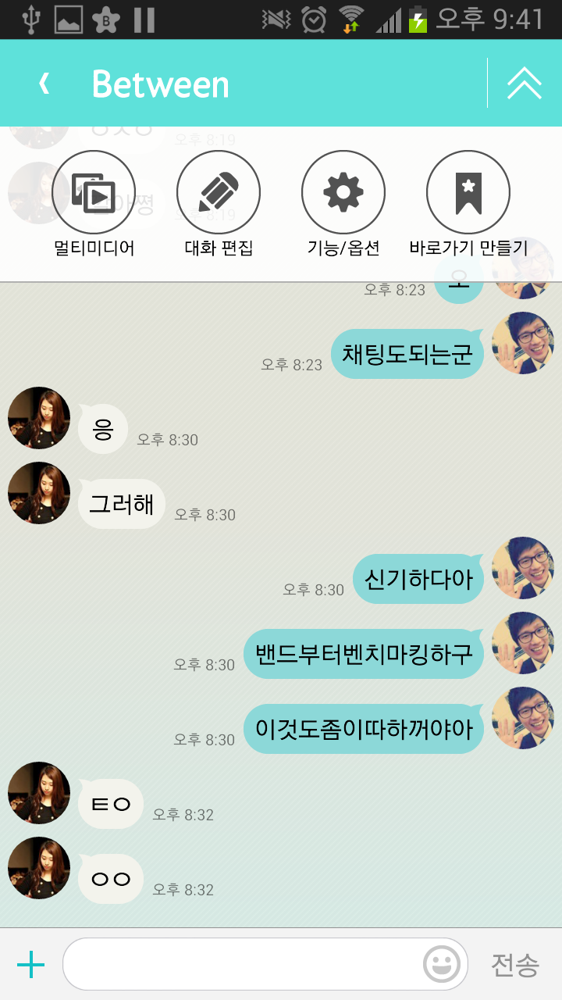 오후 9:41
Between
오후 8:19
오후 8:19
멀티미디어
대화 편집
기능/옵션
바로가기 만들기
오후 8:23
오
오후 8:23
채팅도되는군
응
오후 8:30
그러해
오후 8:30
오후 8:30
신기하다아
오후 8:30
밴드부터벤치마킹하구
오후 8:30
이것도좀이따하꺼야아
ㅌㅇ
오후 8:32
ㅇㅇ
오후 8:32
전송